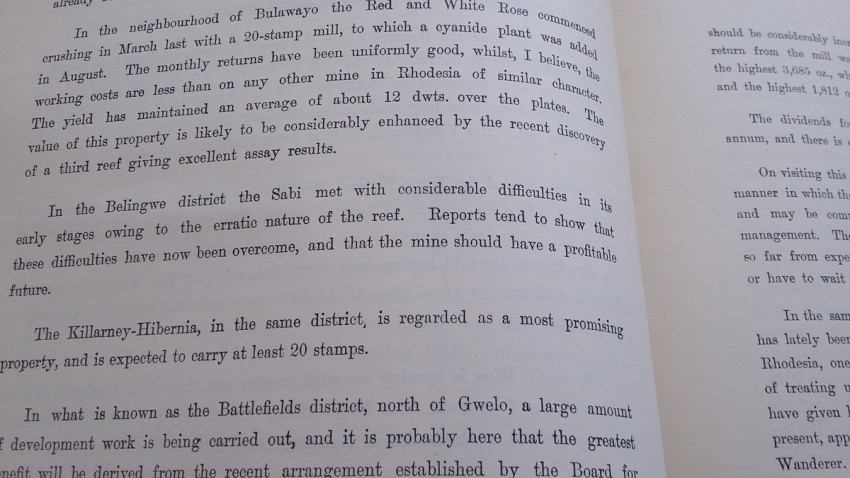 already
In the neighbourhood of Bulawayo the Red and White Rose commenced
crushing in March last with a 20-stamp mill, to which a cyanide plant was added
in August. The monthly returns have been uniformly good, whilst, I believe, the
working costs are less than on any other mine in Rhodesia of similar character.
The yield has maintained an average of about 12 dwts. over the plates. The
value of this property is likely to be considerably enhanced by the recent discovery
of a third reef giving excellent assay results.
In the Belingwe district the Sabi met with considerable difficulties in its
early stages owing to the erratic nature of the reef. Reports tend to show that
these difficulties have now been overcome, and that the mine should have a profitable
future.
The Killarney-Hibernia, in the same district, is regarded as a most promising
property, and is expected to carry at least 20 stamps.
In what is known as the Battlefields district, north of Gwelo, a large amount
f development work is being carried out, and it is probably here that the greatest
nefit will be derived from the recent arrangement established by the Board for
should be considerably incr
return from the mill
the highest 3,685 oz., wh
and the highest 1,812 o
The dividends fo
annum, and there is
On visiting this
manner in which th
and may be com
management. Th
so far from expe
or have to wait
In the sam
has lately been
Rhodesia, one
of treating
have given
present, app
Wanderer.